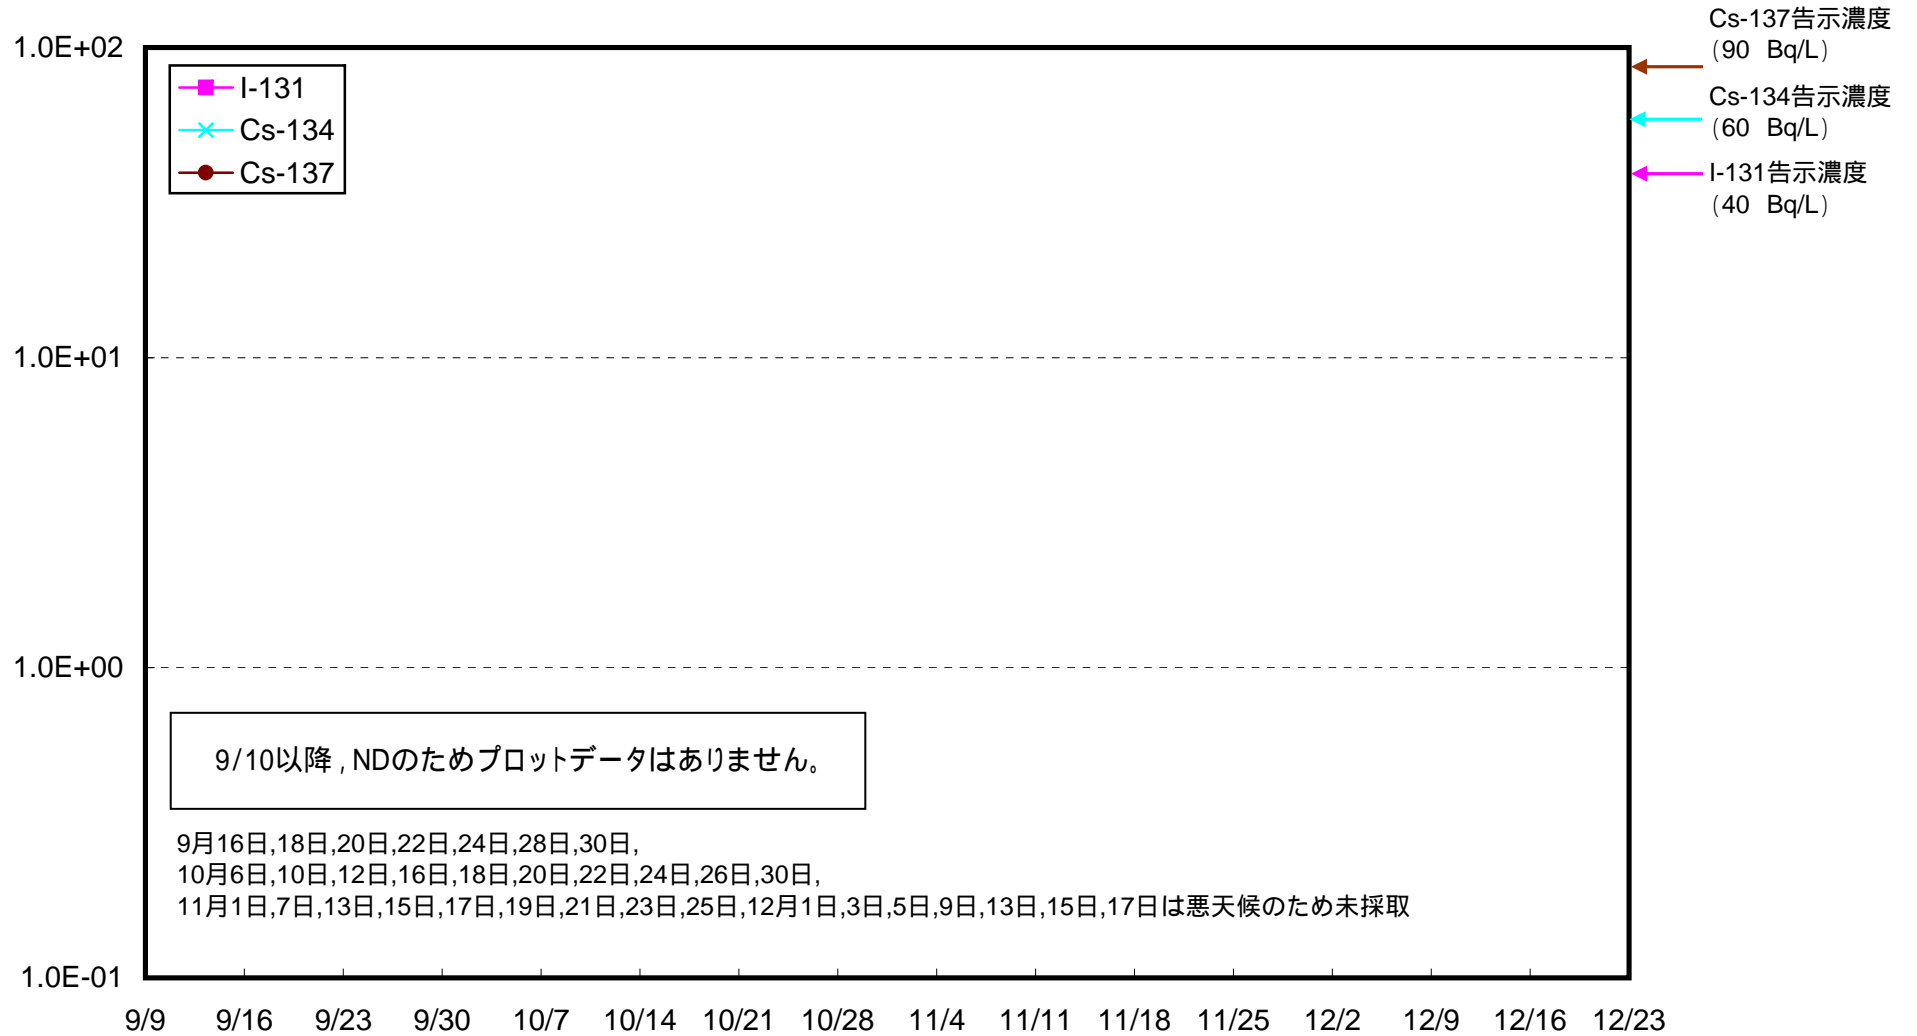 Cs-137告示濃度
(90 Bq/L)
Cs-134告示濃度
(60 Bq/L)
I-131告示濃度
(40 Bq/L)
1.0E+02
1.0E+01
1.0E+00
1.0E-01
I-131
Cs-134
Cs-137
9/10以降,NDのためプロットデータはありません。
9月16日,18日,20日,22日,24日,28日,30日,
10月6日,10日,12日,16日,18日,20日,22日,24日,26日,30日,
11月1日,7日,13日,15日,17日,19日,21日,23日,25日,12月1日,3日,5日,9日,13日,15日,17日は悪天候のため未採取
9/9 9/16 9/23 9/30 10/7 10/14 10/21 10/28 11/4 11/11 11/18 11/25 12/2 12/9 12/16 12/23